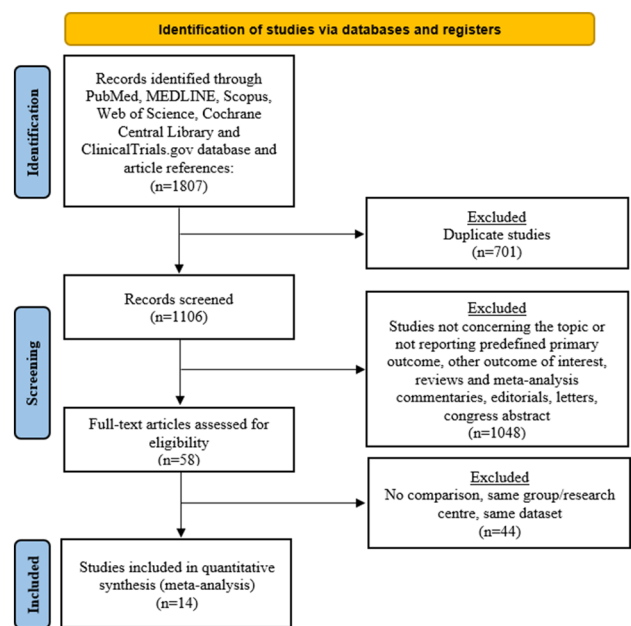 Identification of studies via databases and registers
Identification
Records identified through
PubMed, MEDLINE, Scopus,
Web of Science, Cochrane
Central Library and
ClinicalTrials.gov database and
article references:
(n=1807)
Excluded
Duplicate studies
(n=701)
Screening
Records screened
(n=1106)
Excluded
Studies not concerning the topic or
not reporting predefined primary
outcome, other outcome of interest,
reviews and meta-analysis
commentaries, editorials, letters,
congress abstract
(n=1048)
Full-text articles assessed for
eligibility
(n=58)
Excluded
No comparison, same group/research
centre, same dataset
(n=44)
Included
Studies included in quantitative
synthesis (meta-analysis)
(n=14)